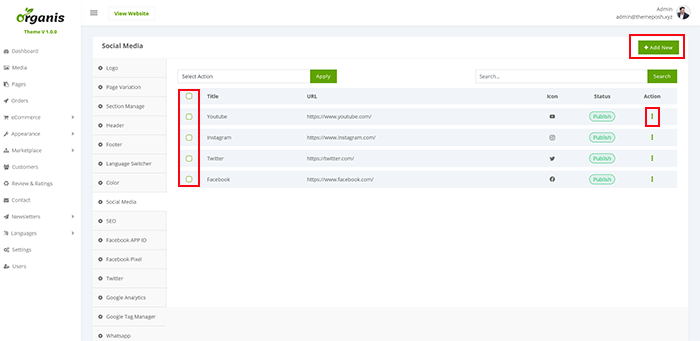 Organis
Theme V 1.0.0
View Website
Admin
admin@themeposh.xyz
Dashboard
Media
Pages
Orders
eCommerce
Appearance
Marketplace
Customers
Review & Ratings
Contact
Newsletters
Languages
Settings
Users
Social Media
+ Add New
Logo
Page Variation
Section Manage
Header
Footer
Language Switcher
Color
Social Media
SEO
Facebook APP ID
Facebook Pixel
Twitter
Google Analytics
Google Tag Manager
Whatsapp
Select Action Apply Search... Search
Title URL Icon Status Action
Youtube https://www.youtube.com/ Publish
Instagram https://www.instagram.com/ Publish
Twitter https://twitter.com/ Publish
Facebook https://www.facebook.com/ Publish